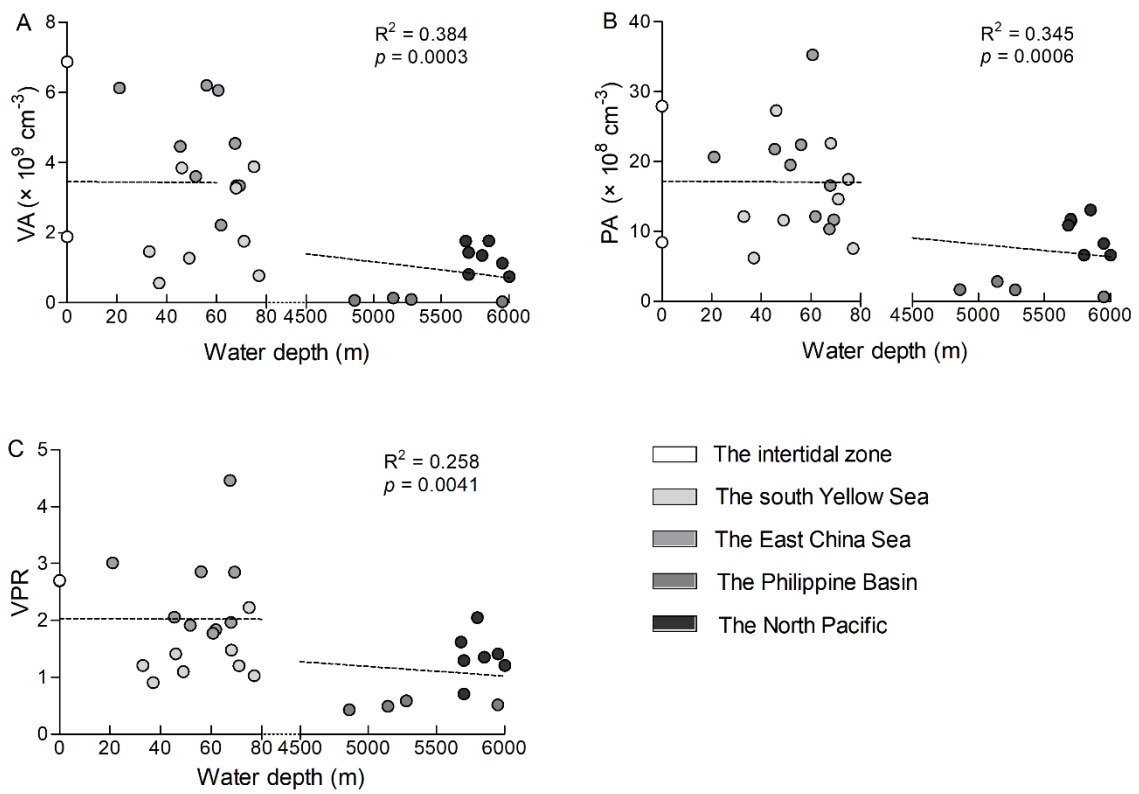 A
R² = 0.384
p = 0.0003
VA (× 10⁹ cm⁻³)
8
6
4
2
0
0 20 40 60 80 4500 5000 5500 6000
Water depth (m)
B
R² = 0.345
p = 0.0006
PA (× 10⁸ cm⁻³)
40
30
20
10
0
0 20 40 60 80 4500 5000 5500 6000
Water depth (m)
C
R² = 0.258
p = 0.0041
VPR
5
4
3
2
1
0
0 20 40 60 80 4500 5000 5500 6000
Water depth (m)
The intertidal zone
The south Yellow Sea
The East China Sea
The Philippine Basin
The North Pacific